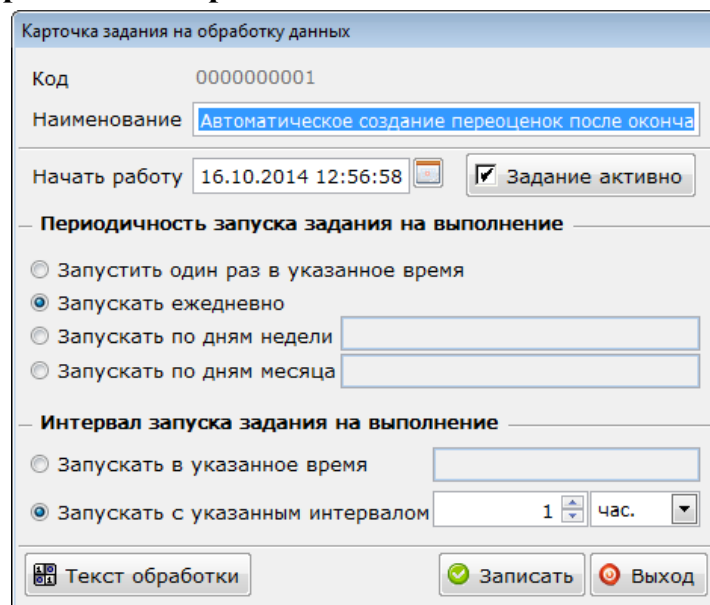 Карточка задания на обработку данных
Код 0000000001
Наименование Автоматическое создание переоценок после оконча
Начать работу 16.10.2014 12:56:58 Задание активно
Периодичность запуска задания на выполнение
Запустить один раз в указанное время
Запускать ежедневно
Запускать по дням недели
Запускать по дням месяца
Интервал запуска задания на выполнение
Запускать в указанное время
Запускать с указанным интервалом 1 час.
Текст обработки Записать Выход